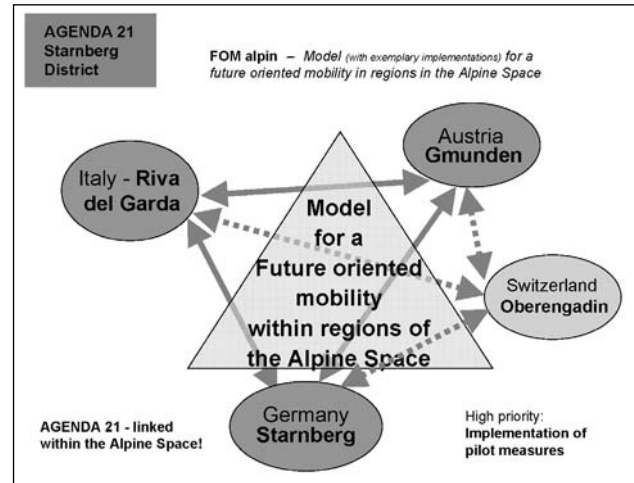 AGENDA 21
Starnberg
District
FOM alpin – Model (with exemplary implementations) for a
future oriented mobility in regions in the Alpine Space
Austria
Gmunden
Italy - Riva
del Garda
Model
for a
Future oriented
mobility
within regions of
the Alpine Space
Switzerland
Oberengadin
Germany
Starnberg
AGENDA 21 - linked
within the Alpine Space!
High priority:
Implementation of
pilot measures